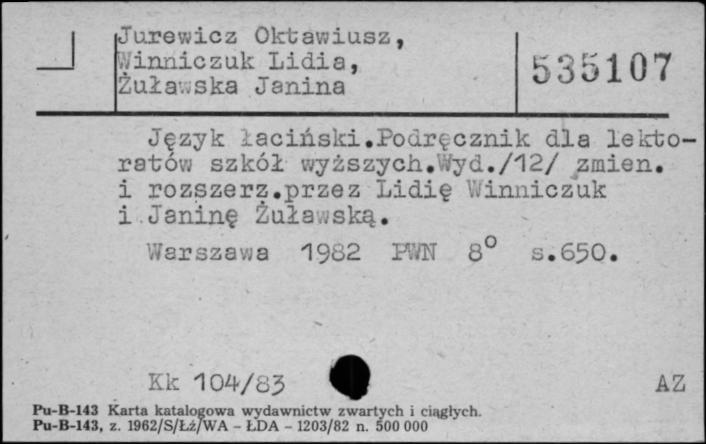 Jurewicz Oktawiusz,
Winniczuk Lidia,
Żuławska Janina
535107
Język łaciński.Podręcznik dla lekto-
ratów szkół wyższych.Wyd./12/ zmien.
i rozszerz.przez Lidię Winniczuk
i Janinę Żuławską.
Warszawa 1982 PWN 8° s.650.
Kk 104/83 AZ
Pu-B-143 Karta katalogowa wydawnictw zwartych i ciągłych.
Pu-B-143, z. 1962/S/Łź/WA – ŁDA – 1203/82 n. 500 000